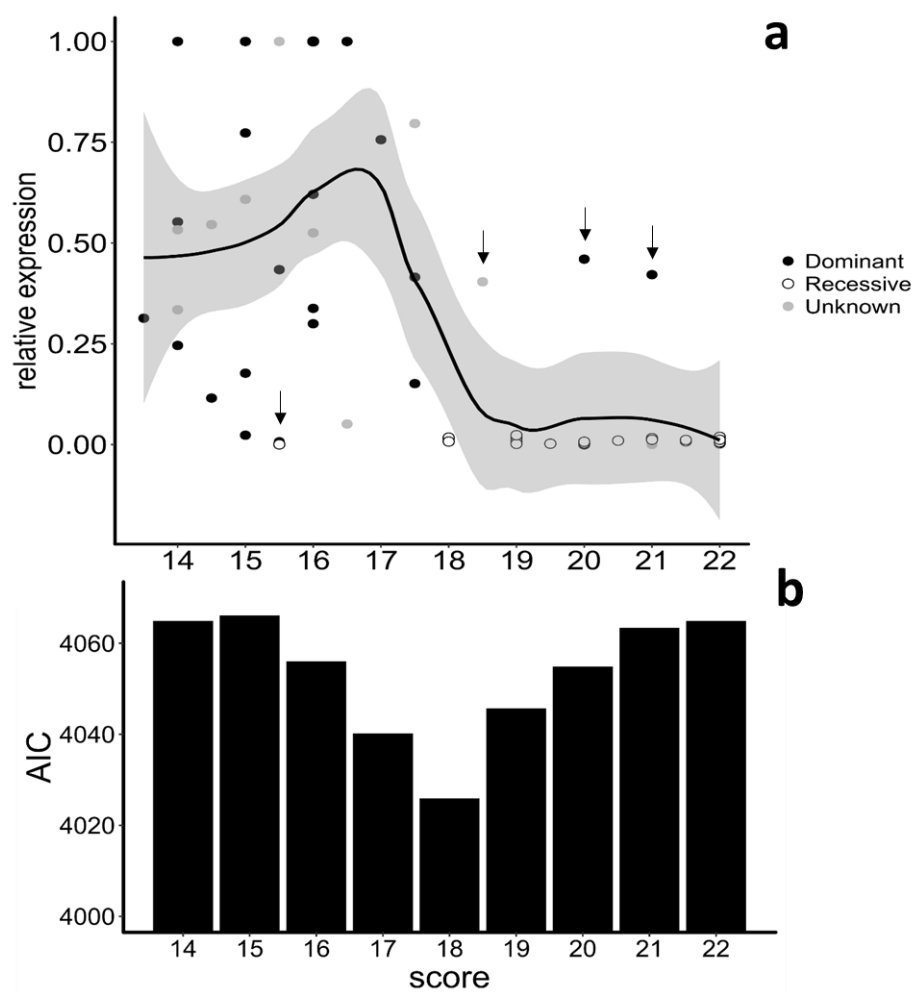 a
1.00
0.75
0.50
0.25
0.00
relative expression
Dominant
Recessive
Unknown
14 15 16 17 18 19 20 21 22
b
4060
4040
4020
4000
AIC
14 15 16 17 18 19 20 21 22
score